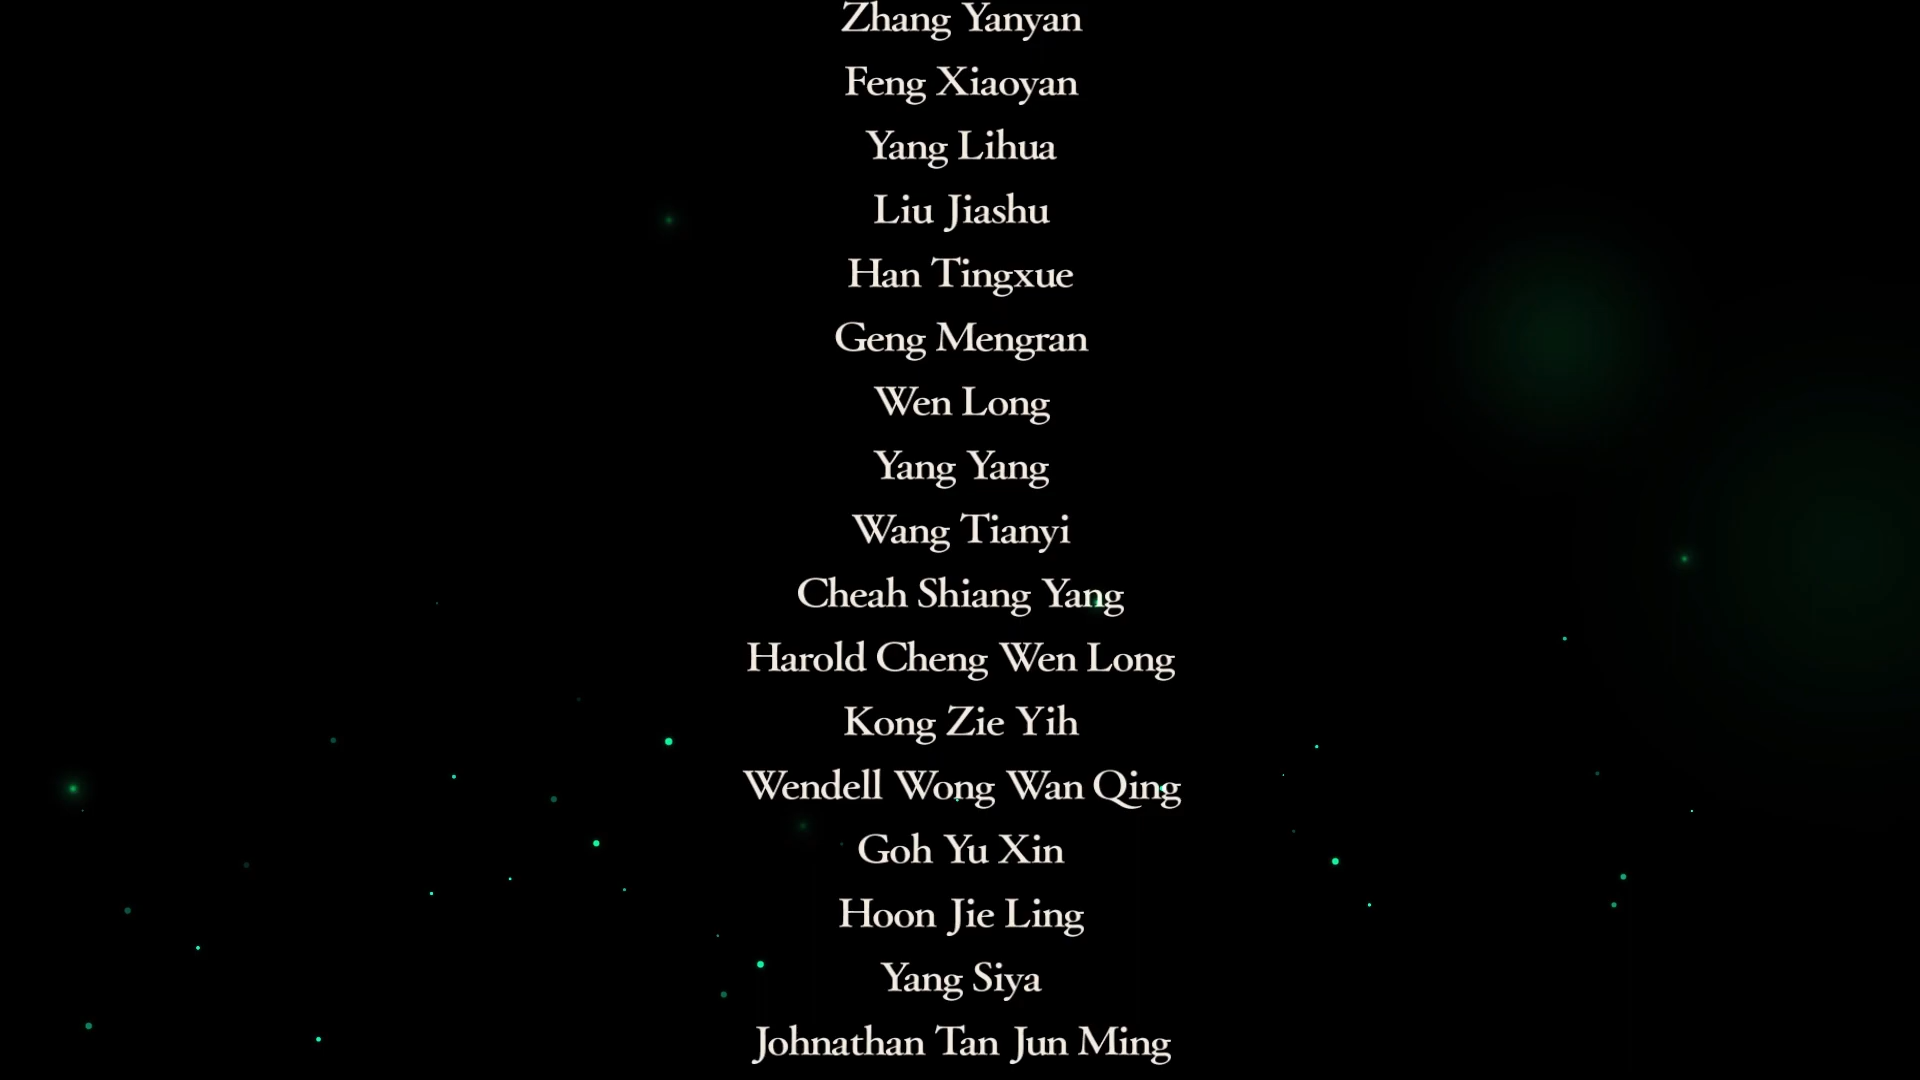 Zhang Yanyan
Feng Xiaoyan
Yang Lihua
Liu Jiashu
Han Tingxue
Geng Mengran
Wen Long
Yang Yang
Wang Tianyi
Cheah Shiang Yang
Harold Cheng Wen Long
Kong Zie Yih
Wendell Wong Wan Qing
Goh Yu Xin
Hoon Jie Ling
Yang Siya
Johnathan Tan Jun Ming